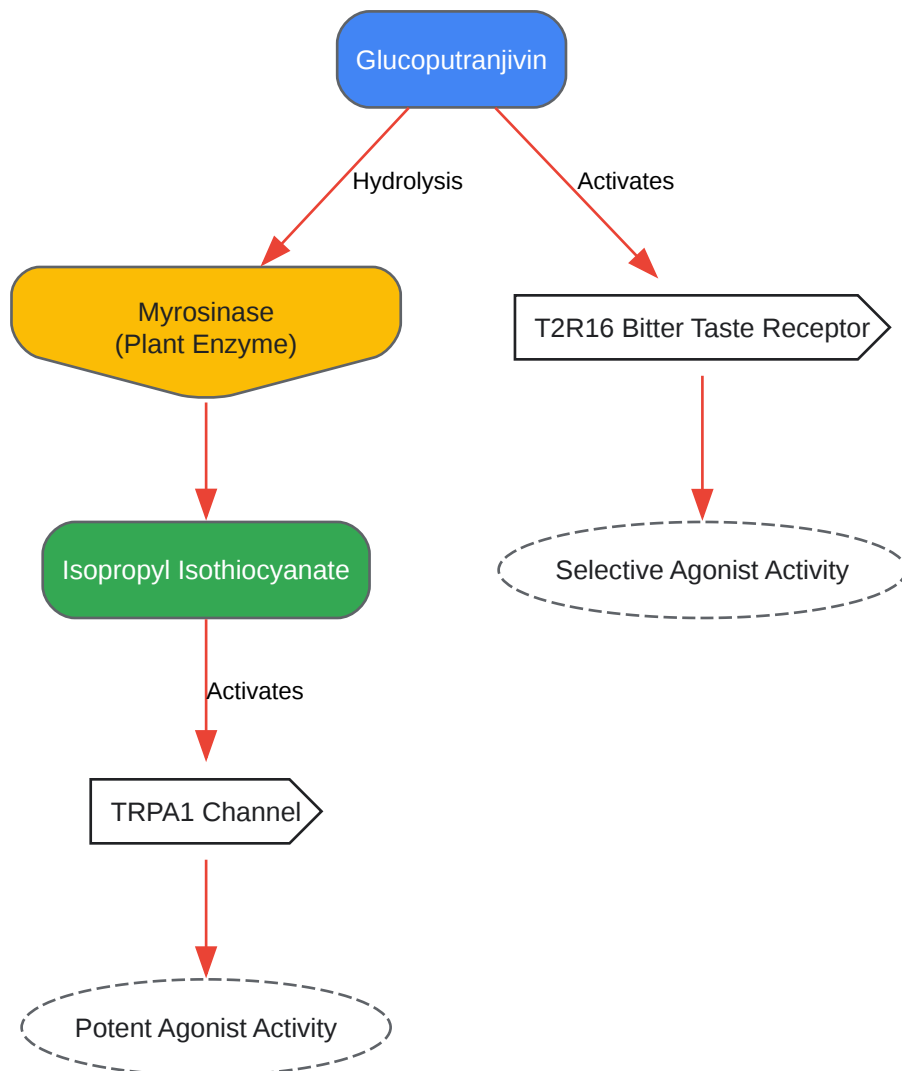 Glucoputranjivin
Hydrolysis
Activates
Myrosinase
(Plant Enzyme)
T2R16 Bitter Taste Receptor
Isopropyl Isothiocyanate
Selective Agonist Activity
Activates
TRPA1 Channel
Potent Agonist Activity